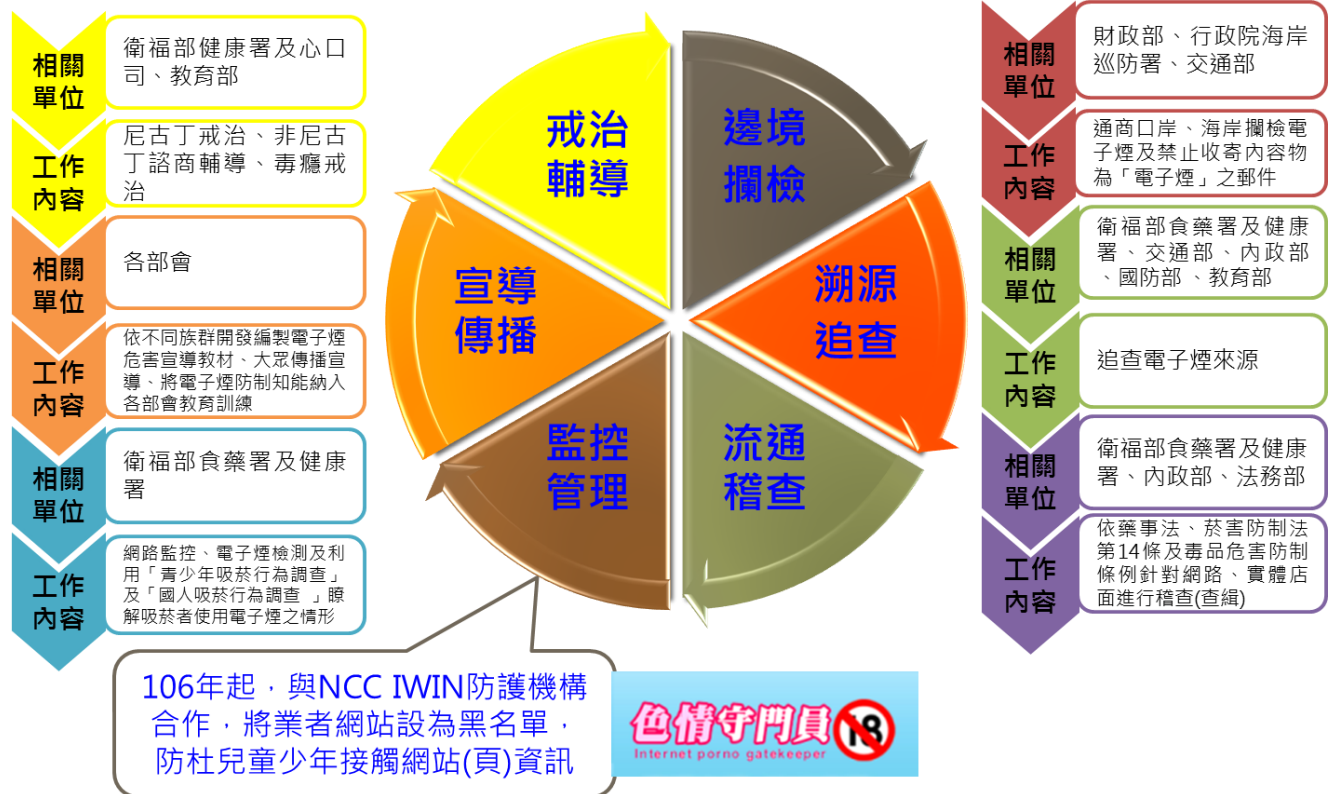 相關
單位
衛福部健康署及心口
司、教育部
工作
內容
尼古丁戒治、非尼古
丁諮商輔導、毒癮戒
治
相關
單位
各部會
工作
內容
依不同族群開發編製電子煙
危害宣導教材、大眾傳播宣
導、將電子煙防制知能納入
各部會教育訓練
相關
單位
衛福部食藥署及健康
署
工作
內容
網路監控、電子煙檢測及利
用「青少年吸菸行為調查」
及「國人吸菸行為調查 」瞭
解吸菸者使用電子煙之情形
戒治
輔導
邊境
攔檢
宣導
傳播
溯源
追查
監控
管理
流通
稽查
相關
單位
財政部、行政院海岸
巡防署、交通部
工作
內容
通商口岸、海岸攔檢電
子煙及禁止收寄內容物
為「電子煙」之郵件
相關
單位
衛福部食藥署及健康
署、交通部、內政部
、國防部 、教育部
工作
內容
追查電子煙來源
相關
單位
衛福部食藥署及健康
署、內政部、法務部
工作
內容
依藥事法、菸害防制法
第14條及毒品危害防制
條例針對網路、實體店
面進行稽查(查緝)
106年起，與NCC IWIN防護機構
合作，將業者網站設為黑名單，
防杜兒童少年接觸網站(頁)資訊
色情守門員
18
Internet porno gatekeeper